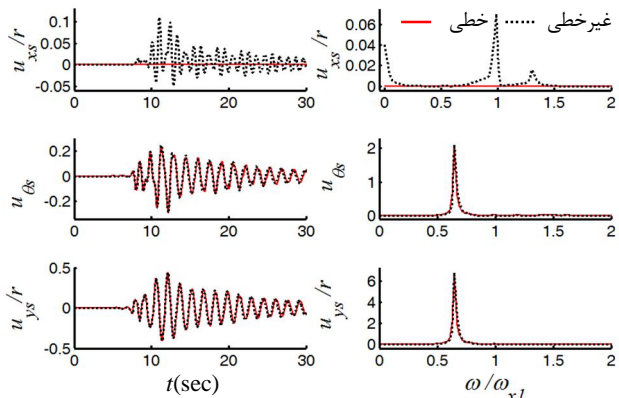 غیرخطی خطی
u_xs/r 0.1 0.05 0 -0.05 0 10 20 30
u_xs/r 0.06 0.04 0.02 0 0 0.5 1 1.5 2
u_θs 0.2 0 -0.2 0 10 20 30
u_θs 2 1 0 0 0.5 1 1.5 2
u_ys/r 0.5 0 -0.5 0 10 20 30
u_ys/r 6 4 2 0 0 0.5 1 1.5 2
t(sec)
ω/ω_x1